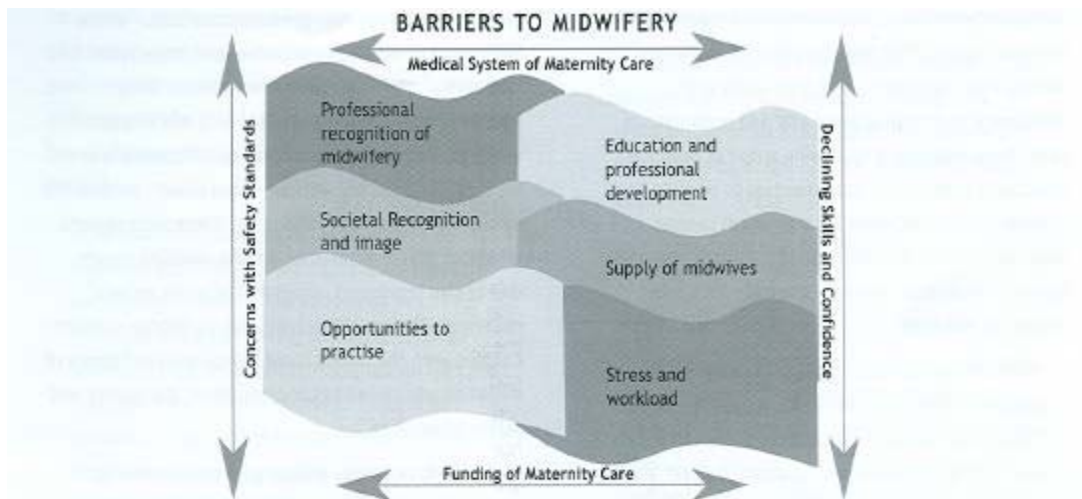 BARRIERS TO MIDWIFERY
Medical System of Maternity Care
Concerns with Safety Standards
Professional
recognition of
midwifery
Societal Recognition
and image
Opportunities to
practise
Education and
professional
development
Supply of midwives
Stress and
workload
Declining Skills and Confidence
Funding of Maternity Care